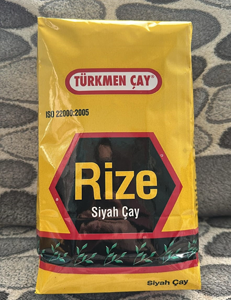 TÜRKMEN ÇAY®
ISO 22000:2005
Rize
Siyah Çay
Siyah Çay